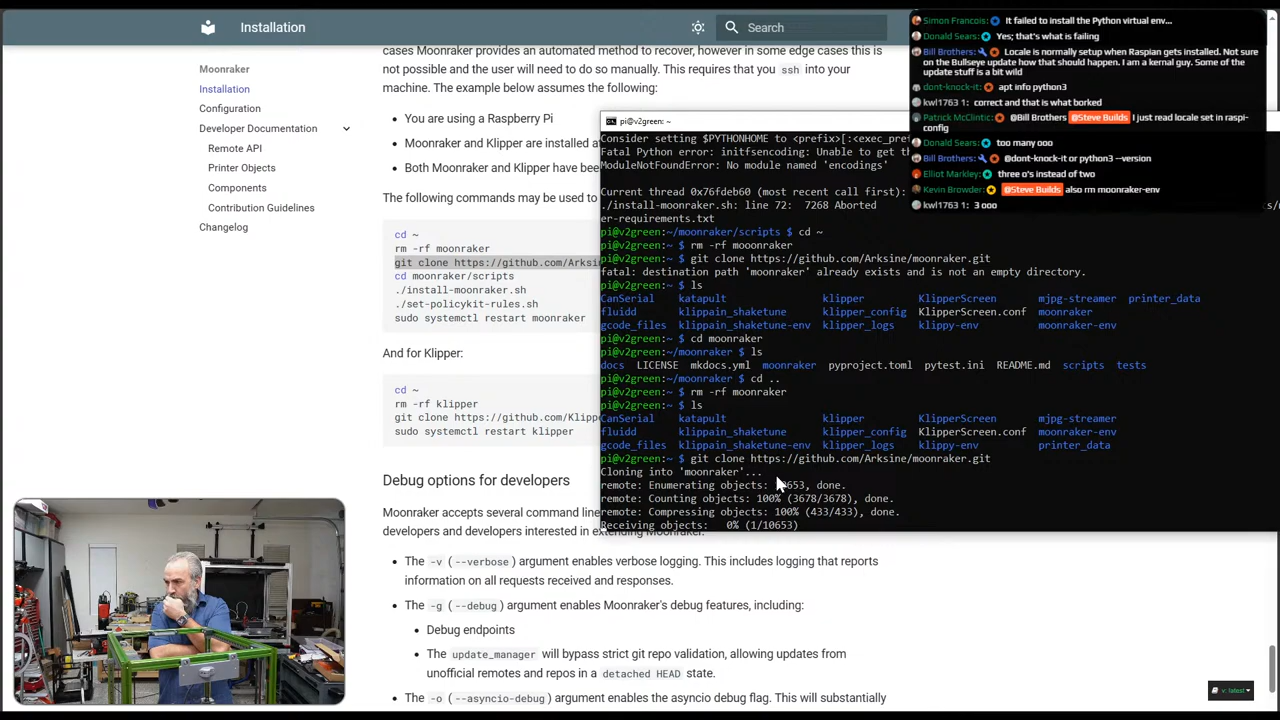 Installation
Search
Moonraker
Installation
Configuration
Developer Documentation
Remote API
Printer Objects
Components
Contribution Guidelines
Changelog
cases Moonraker provides an automated method to recover, however in some edge cases this is
not possible and the user will need to do so manually. This requires that you ssh into your
machine. The example below assumes the following:
You are using a Raspberry Pi
Moonraker and Klipper are installed
Both Moonraker and Klipper have
The following commands may be used to
cd ~
rm -rf moonraker
git clone https://github.com/
cd moonraker/scripts
./install-moonraker.sh
./set-policykit-rules.sh
sudo systemctl restart moonraker
And for Klipper:
cd ~
rm -rf klipper
git clone https://github.com/
sudo systemctl restart klipper
Debug options for developers
Moonraker accepts several command
developers and developers interested in extending Moonraker.
The -v (--verbose) argument enables verbose logging. This includes logging that reports
information on all requests received and responses.
The -g (--debug) argument enables Moonraker's debug features, including:
Debug endpoints
The update_manager will bypass strict git repo validation, allowing updates from
unofficial remotes and repos in a detached HEAD state.
The -o (--asyncio-debug) argument enables the asyncio debug flag. This will substantially
pi@v2green: ~
Consider setting $PYTHONHOME to <prefix>[:<exec_pref
Fatal Python error: initfsencoding: Unable to get the
ModuleNotFoundError: No module named 'encodings'
Current thread 0x76fdeb60 (most recent call first):
./install-moonraker.sh: line 72:  7268 Aborted
er-requirements.txt
pi@v2green:~/moonraker/scripts $ cd ~
pi@v2green:~ $ rm -rf mooonraker
pi@v2green:~ $ git clone https://github.com/Arksine/moonraker.git
fatal: destination path 'moonraker' already exists and is not an empty directory.
pi@v2green:~ $ ls
CanSerial katapult klipper KlipperScreen mjpg-streamer printer_data
fluidd klippain_shaketune klipper_config KlipperScreen.conf moonraker
gcode_files klippain_shaketune-env klipper_logs klippy-env moonraker-env
pi@v2green:~ $ cd moonraker
pi@v2green:~/moonraker $ ls
docs LICENSE mkdocs.yml moonraker pyproject.toml pytest.ini README.md scripts tests
pi@v2green:~/moonraker $ cd ..
pi@v2green:~ $ rm -rf moonraker
pi@v2green:~ $ ls
CanSerial katapult klipper KlipperScreen mjpg-streamer
fluidd klippain_shaketune klipper_config KlipperScreen.conf moonraker-env
gcode_files klippain_shaketune-env klipper_logs klippy-env printer_data
pi@v2green:~ $ git clone https://github.com/Arksine/moonraker.git
Cloning into 'moonraker'...
remote: Enumerating objects: 653, done.
remote: Counting objects: 100% (3678/3678), done.
remote: Compressing objects: 100% (433/433), done.
Receiving objects:   0% (1/10653)
Simon Francois: It failed to install the Python virtual env...
Donald Sears: Yes; that's what is failing
Bill Brothers: Locale is normally setup when Raspian gets installed. Not sure
on the Bullseye update how that should happen. I am a kernal guy. Some of the
update stuff is a bit wild
dont-knock-it: apt info python3
kwl1763 1: correct and that is what borked
Patrick McClintic: @Bill Brothers @Steve Builds I just read locale set in raspi-
config
Donald Sears: too many ooo
Bill Brothers: @dont-knock-it or python3 --version
Elliot Markley: three o's instead of two
Kevin Browder: @Steve Builds also rm moonraker-env
kwl1763 1: 3 ooo
v: latest